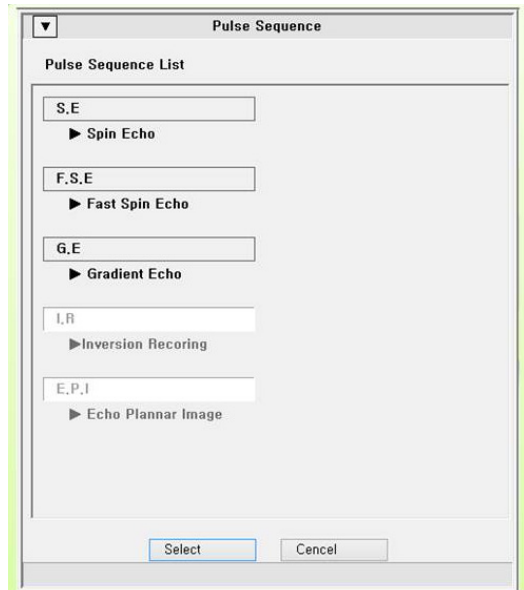 ▼ Pulse Sequence
Pulse Sequence List
S,E
▶ Spin Echo
F,S,E
▶ Fast Spin Echo
G,E
▶ Gradient Echo
I,R
▶Inversion Recoring
E,P,I
▶ Echo Plannar Image
Select Cencel